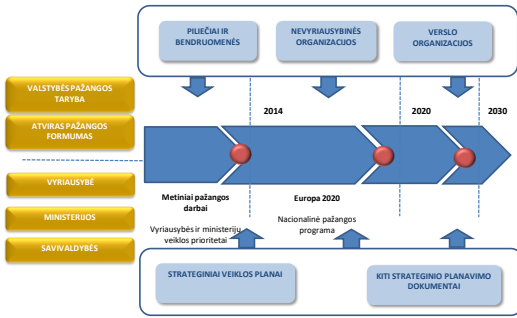 PILIEČIAI IR
BENDRUOMENĖS
NEVYRIAUSYBINĖS
ORGANIZACIJOS
VERSLO
ORGANIZACIJOS
VALSTYBĖS PAŽANGOS
TARYBA
ATVIRAS PAŽANGOS
FORMUMAS
VYRIAUSYBĖ
MINISTERIJOS
SAVIVALDYBĖS
2014
2020
2030
Metiniai pažangos
darbai
Vyriausybės ir ministerijų
veiklos prioritetai
Europa 2020
Nacionalinė pažangos
programa
STRATEGINIAI VEIKLOS PLANAI
KITI STRATEGINIO PLANAVIMO
DOKUMENTAI